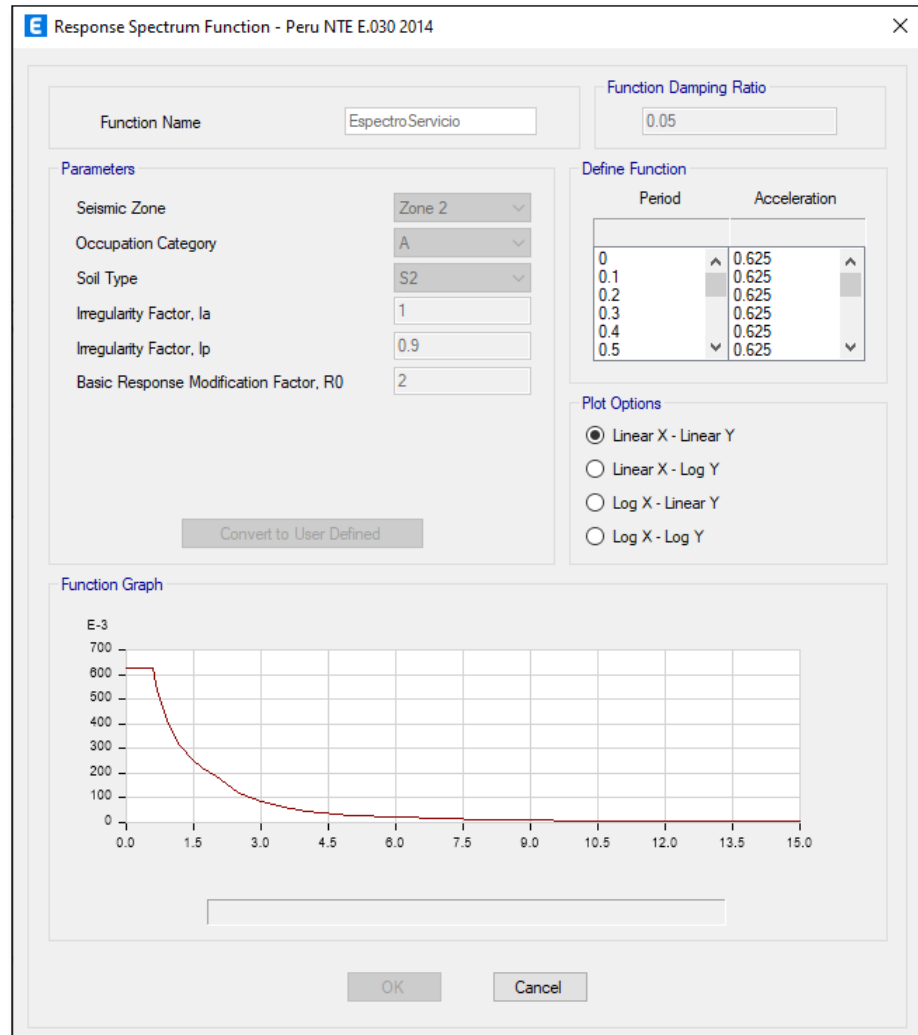 E Response Spectrum Function - Peru NTE E.030 2014
Function Name
EspectroServicio
Function Damping Ratio
0.05
Parameters
Seismic Zone
Zone 2
Occupation Category
A
Soil Type
S2
Irregularity Factor, Ia
1
Irregularity Factor, Ip
0.9
Basic Response Modification Factor, R0
2
Convert to User Defined
Define Function
Period Acceleration
0 0.625
0.1 0.625
0.2 0.625
0.3 0.625
0.4 0.625
0.5 0.625
Plot Options
Linear X - Linear Y
Linear X - Log Y
Log X - Linear Y
Log X - Log Y
Function Graph
E-3
700
600
500
400
300
200
100
0
0.0 1.5 3.0 4.5 6.0 7.5 9.0 10.5 12.0 13.5 15.0
OK Cancel